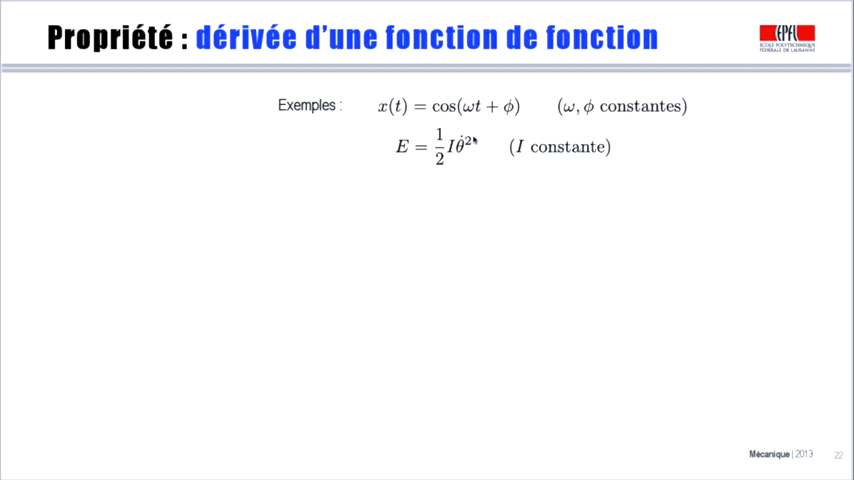 Propriété : dérivée d'une fonction de fonction
EPFL
ÉCOLE POLYTECHNIQUE
FÉDÉRALE DE LAUSANNE
Exemples : x(t) = cos(ωt + ϕ) (ω, ϕ constantes)
E = 1/2 Iθ̇² (I constante)
Mécanique | 2013 22